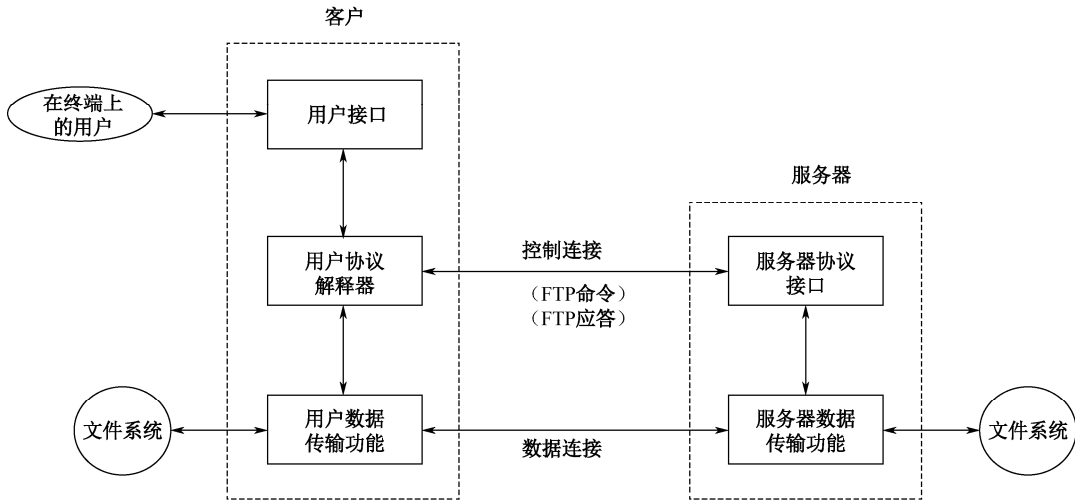 客户
在终端上
的用户
用户接口
服务器
用户协议
解释器
控制连接
（FTP命令）
（FTP应答）
服务器协议
接口
文件系统
用户数据
传输功能
数据连接
服务器数据
传输功能
文件系统